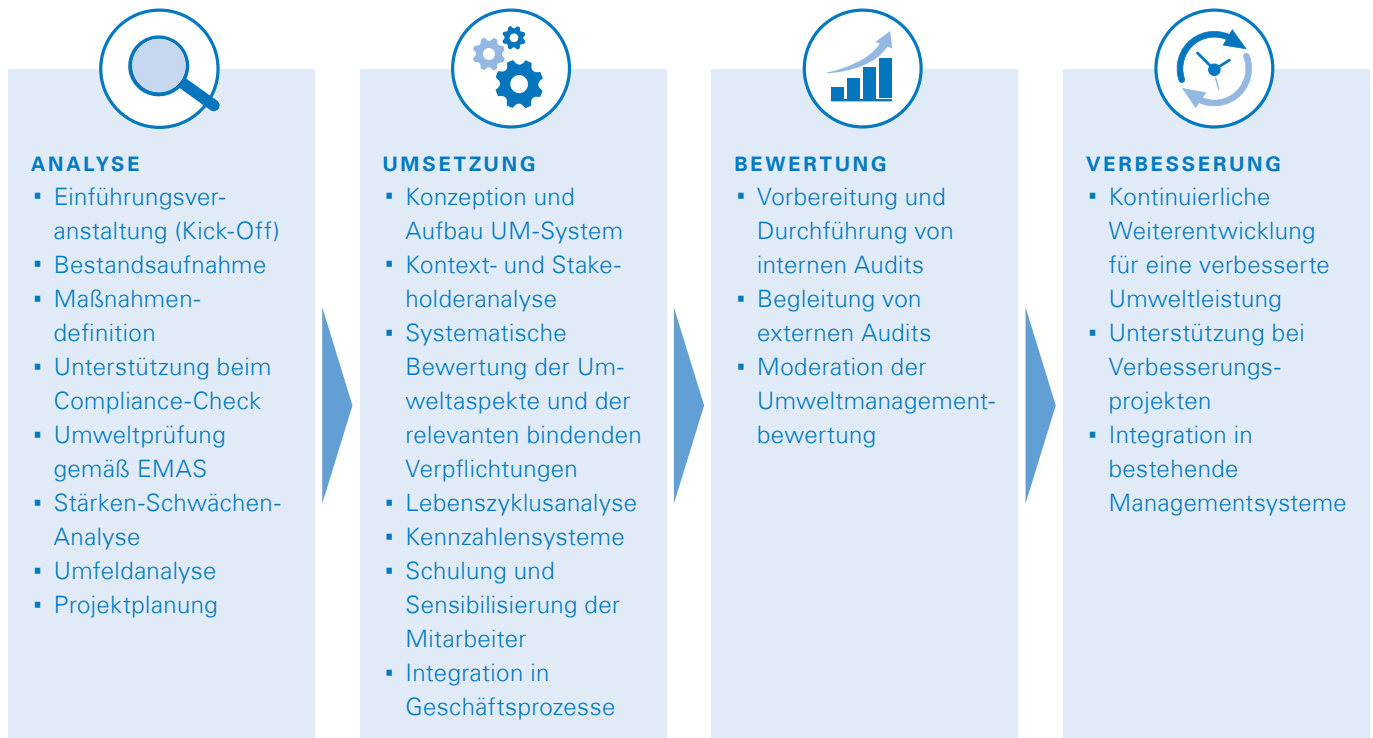 ANALYSE
▪ Einführungsver-
anstaltung (Kick-Off)
▪ Bestandsaufnahme
▪ Maßnahmen-
definition
▪ Unterstützung beim
Compliance-Check
▪ Umweltprüfung
gemäß EMAS
▪ Stärken-Schwächen-
Analyse
▪ Umfeldanalyse
▪ Projektplanung
UMSETZUNG
▪ Konzeption und
Aufbau UM-System
▪ Kontext- und Stake-
holderanalyse
▪ Systematische
Bewertung der Um-
weltaspekte und der
relevanten bindenden
Verpflichtungen
▪ Lebenszyklusanalyse
▪ Kennzahlensysteme
▪ Schulung und
Sensibilisierung der
Mitarbeiter
▪ Integration in
Geschäftsprozesse
BEWERTUNG
▪ Vorbereitung und
Durchführung von
internen Audits
▪ Begleitung von
externen Audits
▪ Moderation der
Umweltmanagement-
bewertung
VERBESSERUNG
▪ Kontinuierliche
Weiterentwicklung
für eine verbesserte
Umweltleistung
▪ Unterstützung bei
Verbesserungs-
projekten
▪ Integration in
bestehende
Managementsysteme